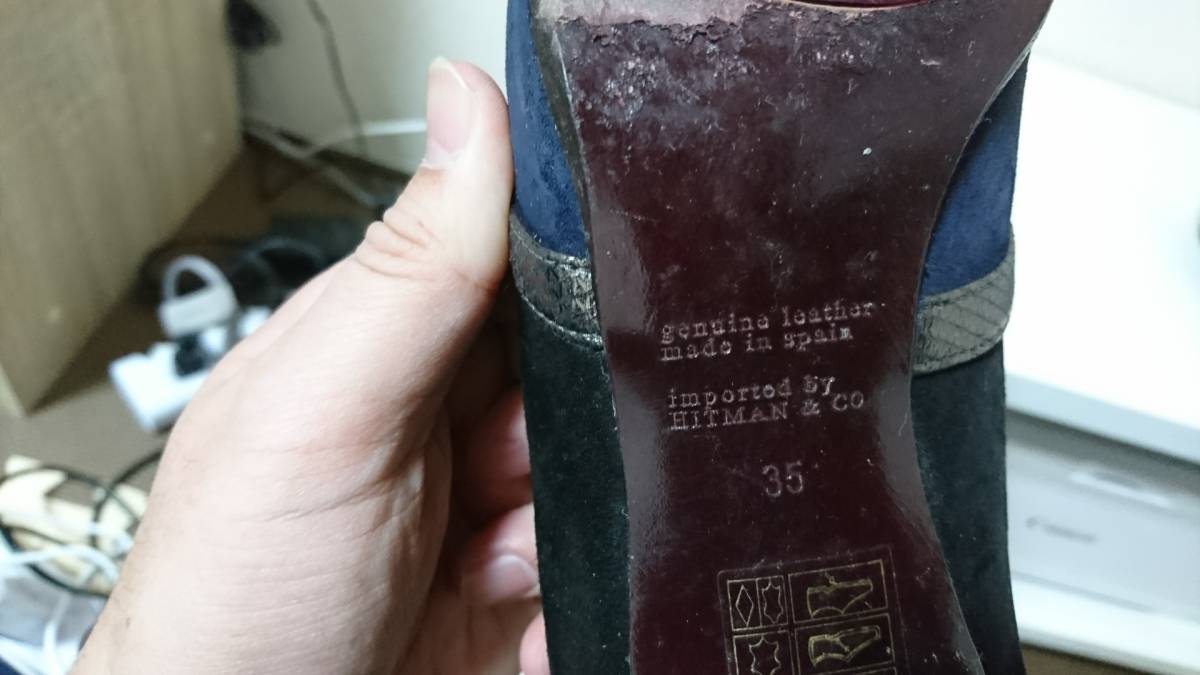 genuine leather
made in spain
imported by
HITMAN & CO
35